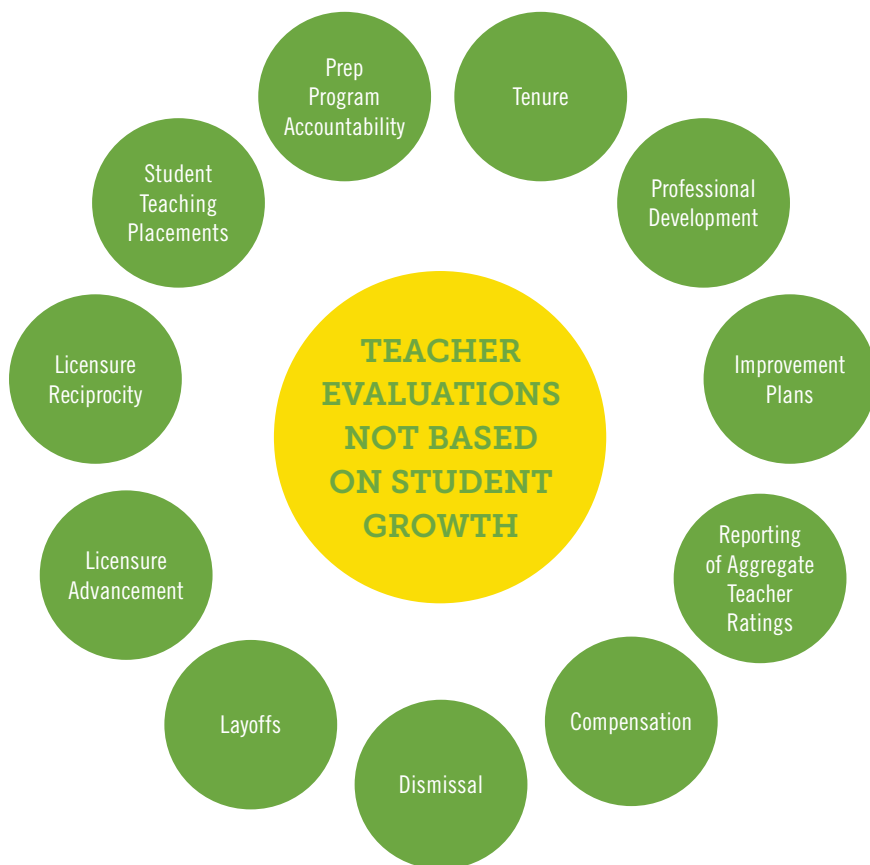 Prep
Program
Accountability
Tenure
Professional
Development
Improvement
Plans
Reporting
of Aggregate
Teacher
Ratings
Compensation
Dismissal
Layoffs
Licensure
Advancement
Licensure
Reciprocity
Student
Teaching
Placements
TEACHER
EVALUATIONS
NOT BASED
ON STUDENT
GROWTH